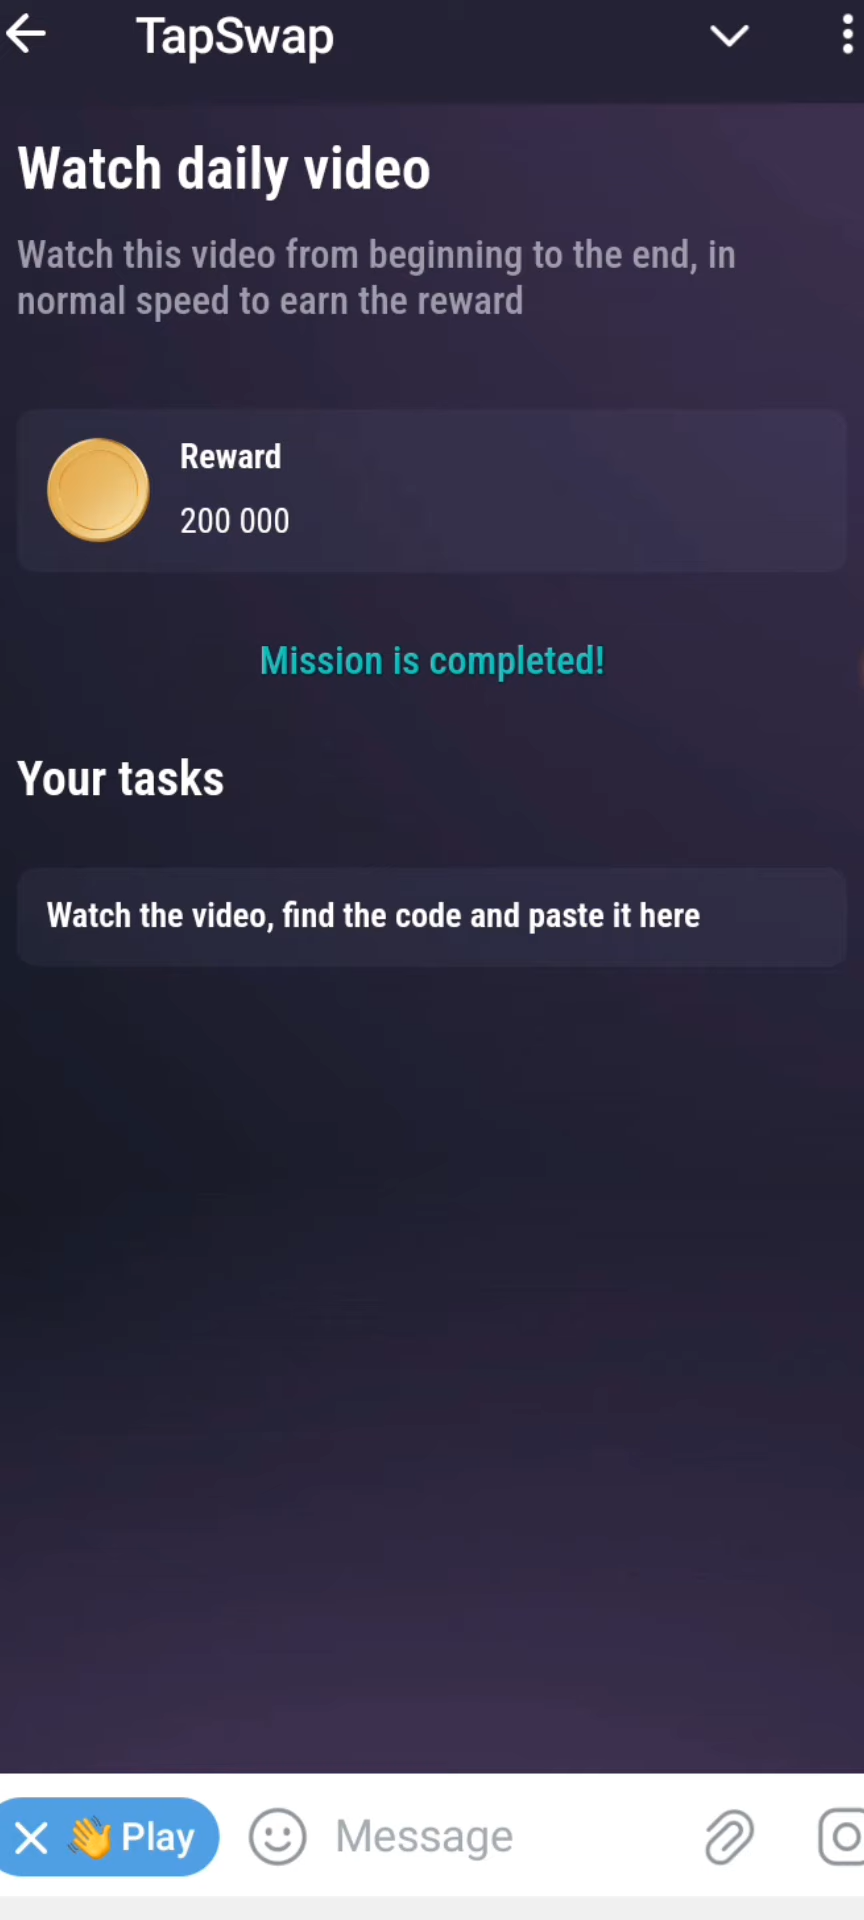 TapSwap
Watch daily video
Watch this video from beginning to the end, in
normal speed to earn the reward
Reward
200 000
Mission is completed!
Your tasks
Watch the video, find the code and paste it here
👋 Play
Message